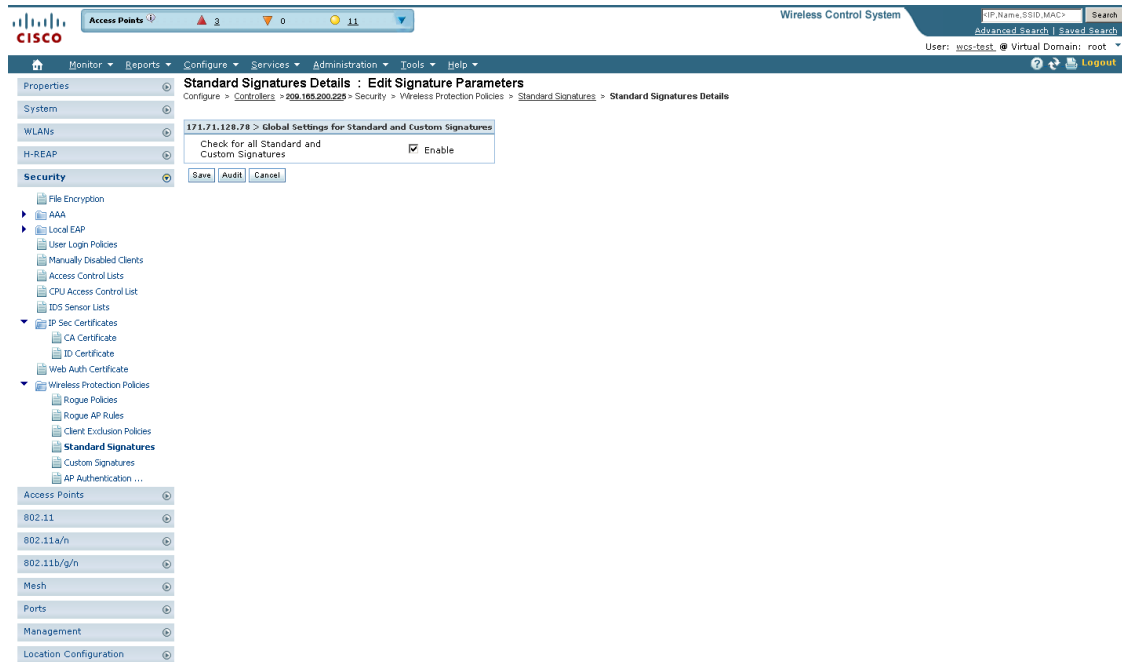 CISCO
Access Points 3 0 11
Wireless Control System
<IP,Name,SSID,MAC> Search
Advanced Search | Saved Search
User: wcs-test @ Virtual Domain: root
Monitor Reports Configure Services Administration Tools Help
Logout
Properties
System
WLANs
H-REAP
Security
File Encryption
AAA
Local EAP
User Login Policies
Manually Disabled Clients
Access Control Lists
CPU Access Control List
IDS Sensor Lists
IP Sec Certificates
CA Certificate
ID Certificate
Web Auth Certificate
Wireless Protection Policies
Rogue Policies
Rogue AP Rules
Client Exclusion Policies
Standard Signatures
Custom Signatures
AP Authentication ...
Access Points
802.11
802.11a/n
802.11b/g/n
Mesh
Ports
Management
Location Configuration
Standard Signatures Details : Edit Signature Parameters
Configure > Controllers > 209.165.200.225 > Security > Wireless Protection Policies > Standard Signatures > Standard Signatures Details
171.71.128.78 > Global Settings for Standard and Custom Signatures
Check for all Standard and
Custom Signatures
Enable
Save Audit Cancel